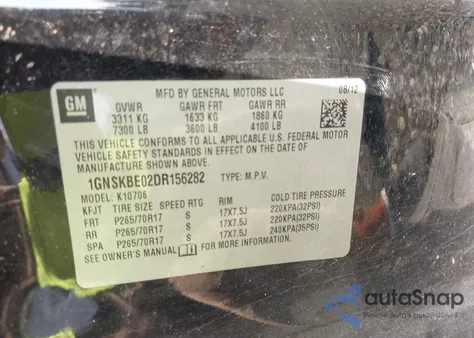 MFD BY GENERAL MOTORS LLC 08/12
GM
GVWR GAWR FRT GAWR RR
3311 KG 1633 KG 1860 KG
7300 LB 3600 LB 4100 LB
THIS VEHICLE CONFORMS TO ALL APPLICABLE U.S. FEDERAL MOTOR
VEHICLE SAFETY STANDARDS IN EFFECT ON THE DATE OF
MANUFACTURE SHOWN ABOVE.
1GNSKBE02DR156282 TYPE: M.P.V.
MODEL: K10706
KFJT TIRE SIZE SPEED RTG RIM COLD TIRE PRESSURE
FRT P265/70R17 S 17X7.5J 220KPA(32PSI)
RR P265/70R17 S 17X7.5J 220KPA(32PSI)
SPA P265/70R17 S 17X7.5J 240KPA(35PSI)
SEE OWNER'S MANUAL FOR MORE INFORMATION.
autaSnap